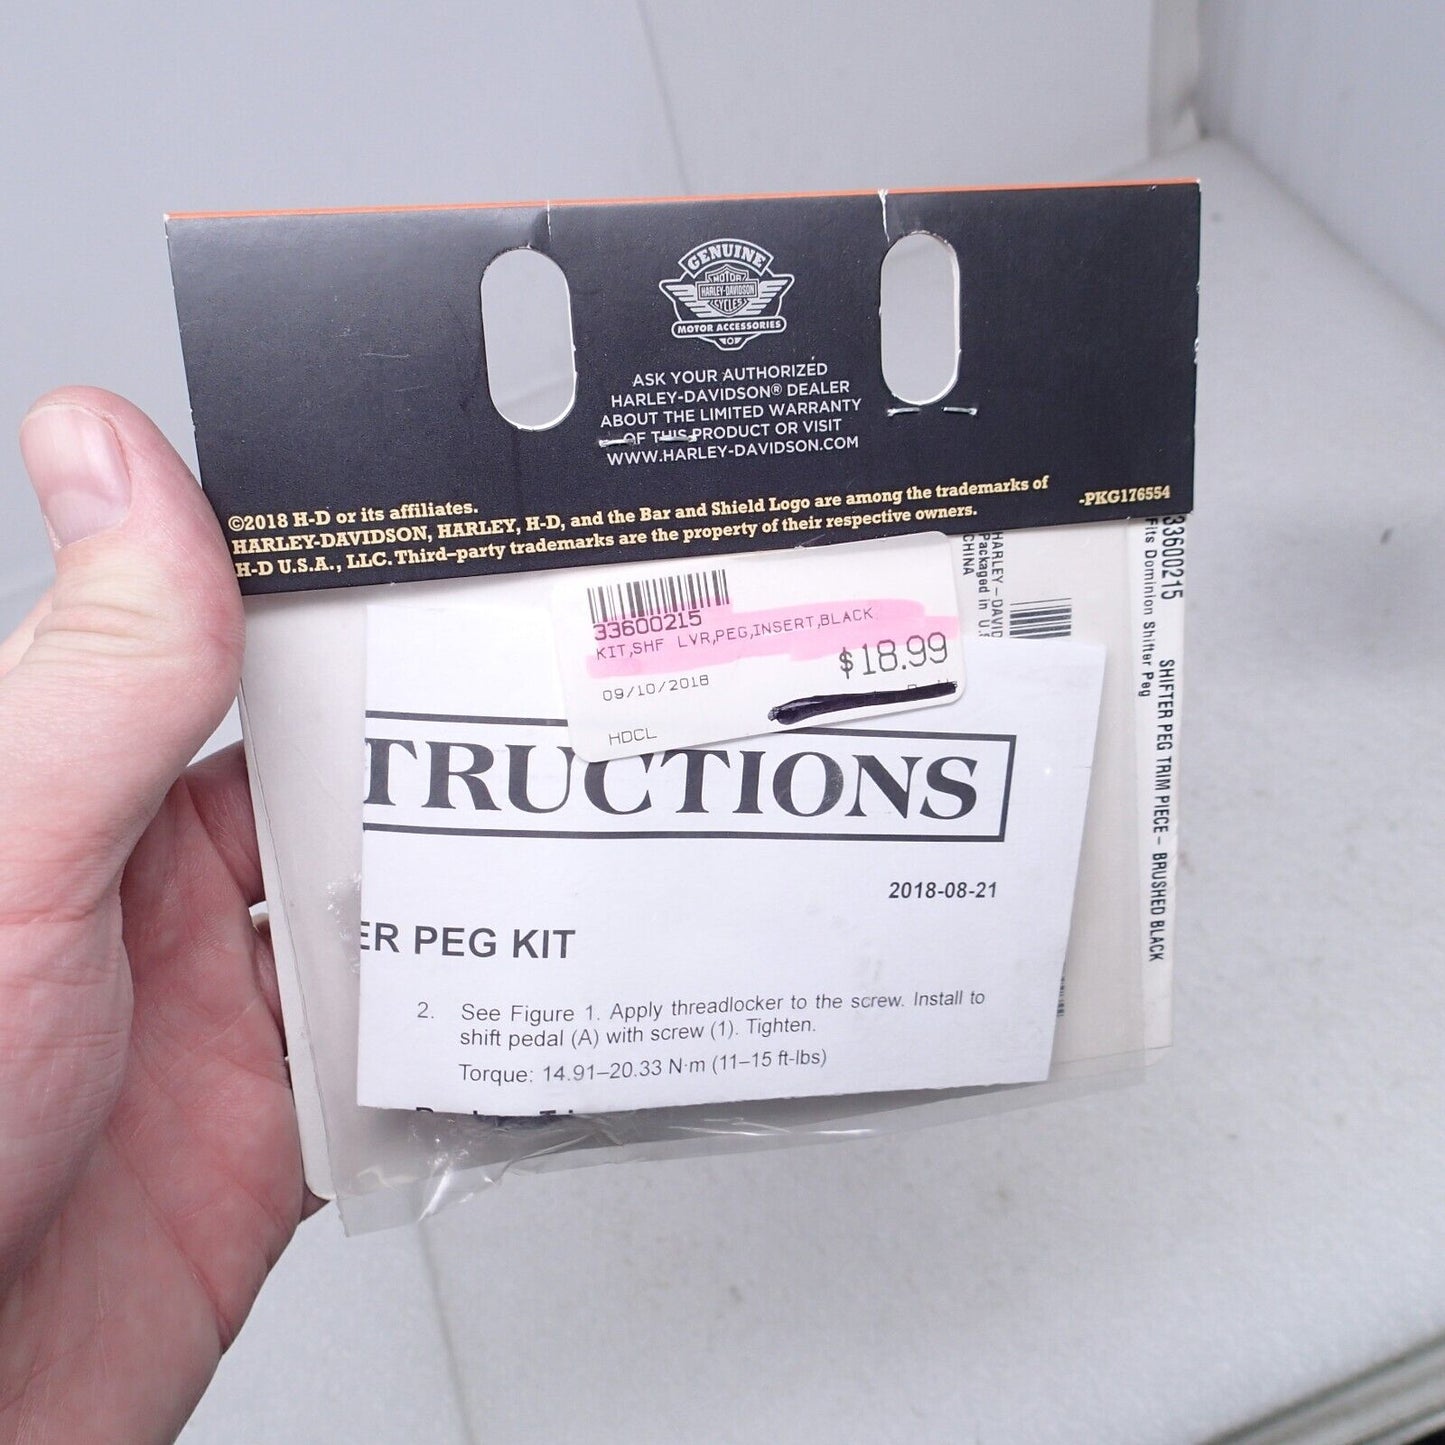 GENUINE
MOTOR
HARLEY-DAVIDSON
CYCLES
MOTOR ACCESSORIES
ASK YOUR AUTHORIZED
HARLEY-DAVIDSON® DEALER
ABOUT THE LIMITED WARRANTY
OF THIS PRODUCT OR VISIT
WWW.HARLEY-DAVIDSON.COM
©2018 H-D or its affiliates.
HARLEY-DAVIDSON, HARLEY, H-D, and the Bar and Shield Logo are among the trademarks of
H-D U.S.A., LLC. Third-party trademarks are the property of their respective owners.
-PKG176554
33600215
KIT,SHF LVR,PEG,INSERT,BLACK
$18.99
09/10/2018
HDCL
TRUCTIONS
2018-08-21
ER PEG KIT
2. See Figure 1. Apply threadlocker to the screw. Install to
shift pedal (A) with screw (1). Tighten.
Torque: 14.91–20.33 N·m (11–15 ft-lbs)
33600215
Fits Dominion Shifter Peg
SHIFTER PEG TRIM PIECE – BRUSHED BLACK
HARLEY-DAVID
Packaged in U.S
CHINA